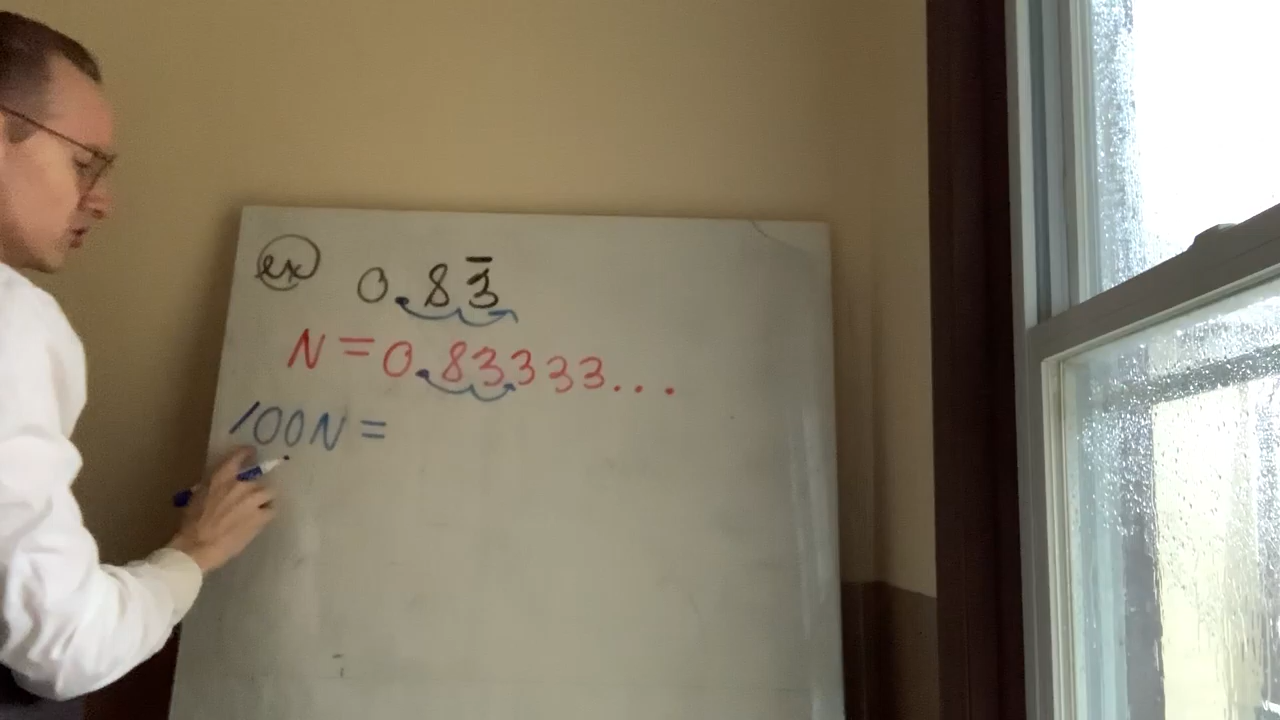 ex 0.83̅
N = 0.83333...
100N =